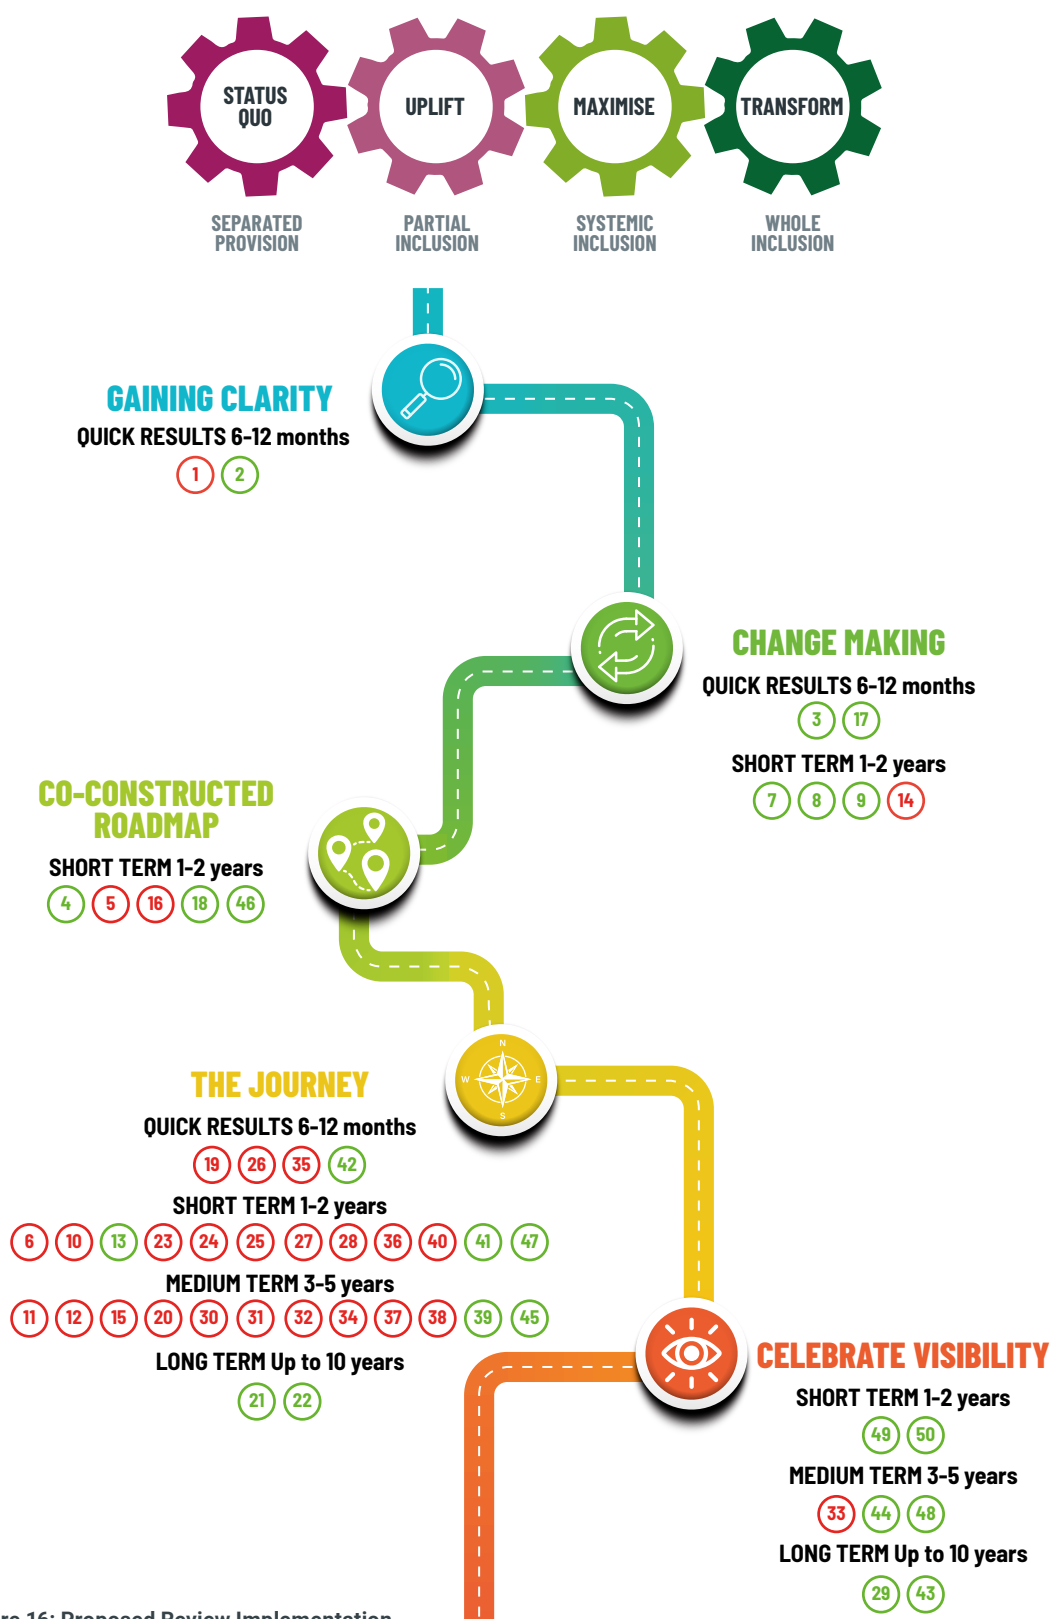 STATUS
QUO
UPLIFT
MAXIMISE
TRANSFORM
SEPARATED
PROVISION
PARTIAL
INCLUSION
SYSTEMIC
INCLUSION
WHOLE
INCLUSION
GAINING CLARITY
QUICK RESULTS 6-12 months
1 2
CHANGE MAKING
QUICK RESULTS 6-12 months
3 17
SHORT TERM 1-2 years
7 8 9 14
CO-CONSTRUCTED
ROADMAP
SHORT TERM 1-2 years
4 5 16 18 46
N
W E
S
THE JOURNEY
QUICK RESULTS 6-12 months
19 26 35 42
SHORT TERM 1-2 years
6 10 13 23 24 25 27 28 36 40 41 47
MEDIUM TERM 3-5 years
11 12 15 20 30 31 32 34 37 38 39 45
LONG TERM Up to 10 years
21 22
CELEBRATE VISIBILITY
SHORT TERM 1-2 years
49 50
MEDIUM TERM 3-5 years
33 44 48
LONG TERM Up to 10 years
29 43
16: Proposed Review Implementation